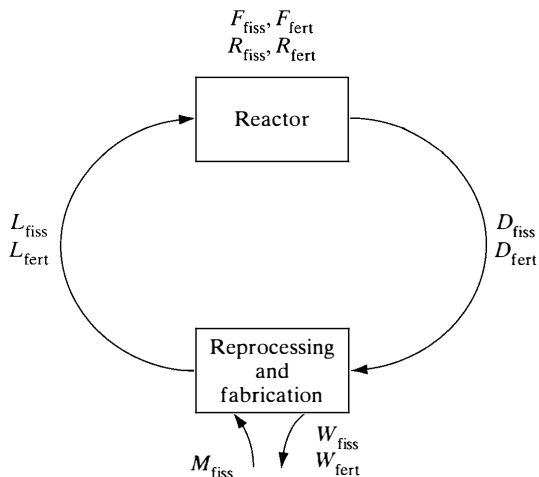 F_fiss, F_fert
R_fiss, R_fert
Reactor
L_fiss
L_fert
D_fiss
D_fert
Reprocessing
and
fabrication
M_fiss
W_fiss
W_fert